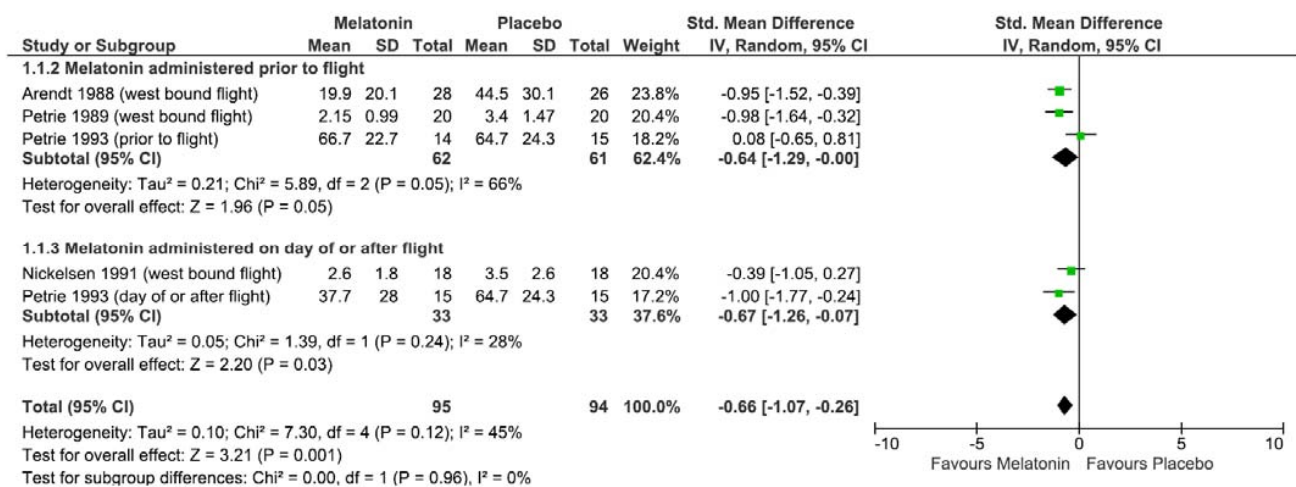 Melatonin Placebo Std. Mean Difference Std. Mean Difference
Study or Subgroup Mean SD Total Mean SD Total Weight IV, Random, 95% CI IV, Random, 95% CI
1.1.2 Melatonin administered prior to flight
Arendt 1988 (west bound flight) 19.9 20.1 28 44.5 30.1 26 23.8% -0.95 [-1.52, -0.39]
Petrie 1989 (west bound flight) 2.15 0.99 20 3.4 1.47 20 20.4% -0.98 [-1.64, -0.32]
Petrie 1993 (prior to flight) 66.7 22.7 14 64.7 24.3 15 18.2% 0.08 [-0.65, 0.81]
Subtotal (95% CI) 62 61 62.4% -0.64 [-1.29, -0.00]
Heterogeneity: Tau² = 0.21; Chi² = 5.89, df = 2 (P = 0.05); I² = 66%
Test for overall effect: Z = 1.96 (P = 0.05)
1.1.3 Melatonin administered on day of or after flight
Nickelsen 1991 (west bound flight) 2.6 1.8 18 3.5 2.6 18 20.4% -0.39 [-1.05, 0.27]
Petrie 1993 (day of or after flight) 37.7 28 15 64.7 24.3 15 17.2% -1.00 [-1.77, -0.24]
Subtotal (95% CI) 33 33 37.6% -0.67 [-1.26, -0.07]
Heterogeneity: Tau² = 0.05; Chi² = 1.39, df = 1 (P = 0.24); I² = 28%
Test for overall effect: Z = 2.20 (P = 0.03)
Total (95% CI) 95 94 100.0% -0.66 [-1.07, -0.26]
Heterogeneity: Tau² = 0.10; Chi² = 7.30, df = 4 (P = 0.12); I² = 45%
Test for overall effect: Z = 3.21 (P = 0.001)
Test for subgroup differences: Chi² = 0.00, df = 1 (P = 0.96), I² = 0%
-10 -5 0 5 10
Favours Melatonin Favours Placebo